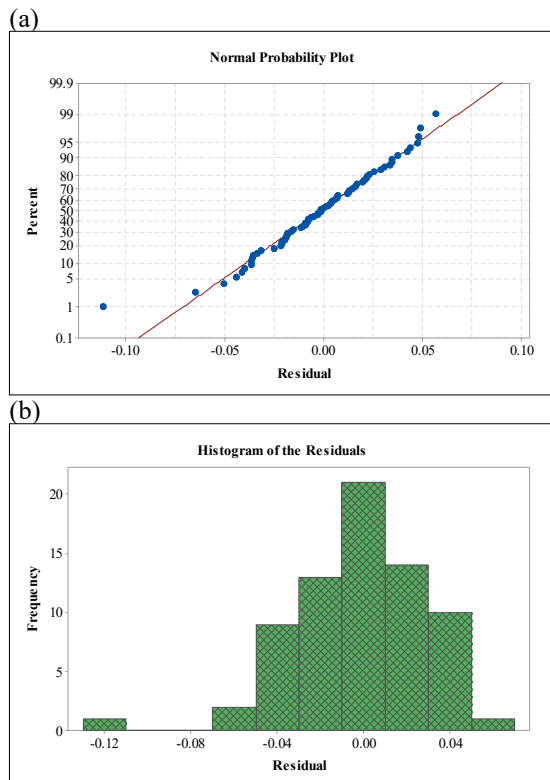 (a)
Normal Probability Plot
99.9
99
95
90
80
70
60
50
40
30
20
10
5
1
0.1
Percent
-0.10 -0.05 0.00 0.05 0.10
Residual
(b)
Histogram of the Residuals
20
15
10
5
0
Frequency
-0.12 -0.08 -0.04 0.00 0.04
Residual